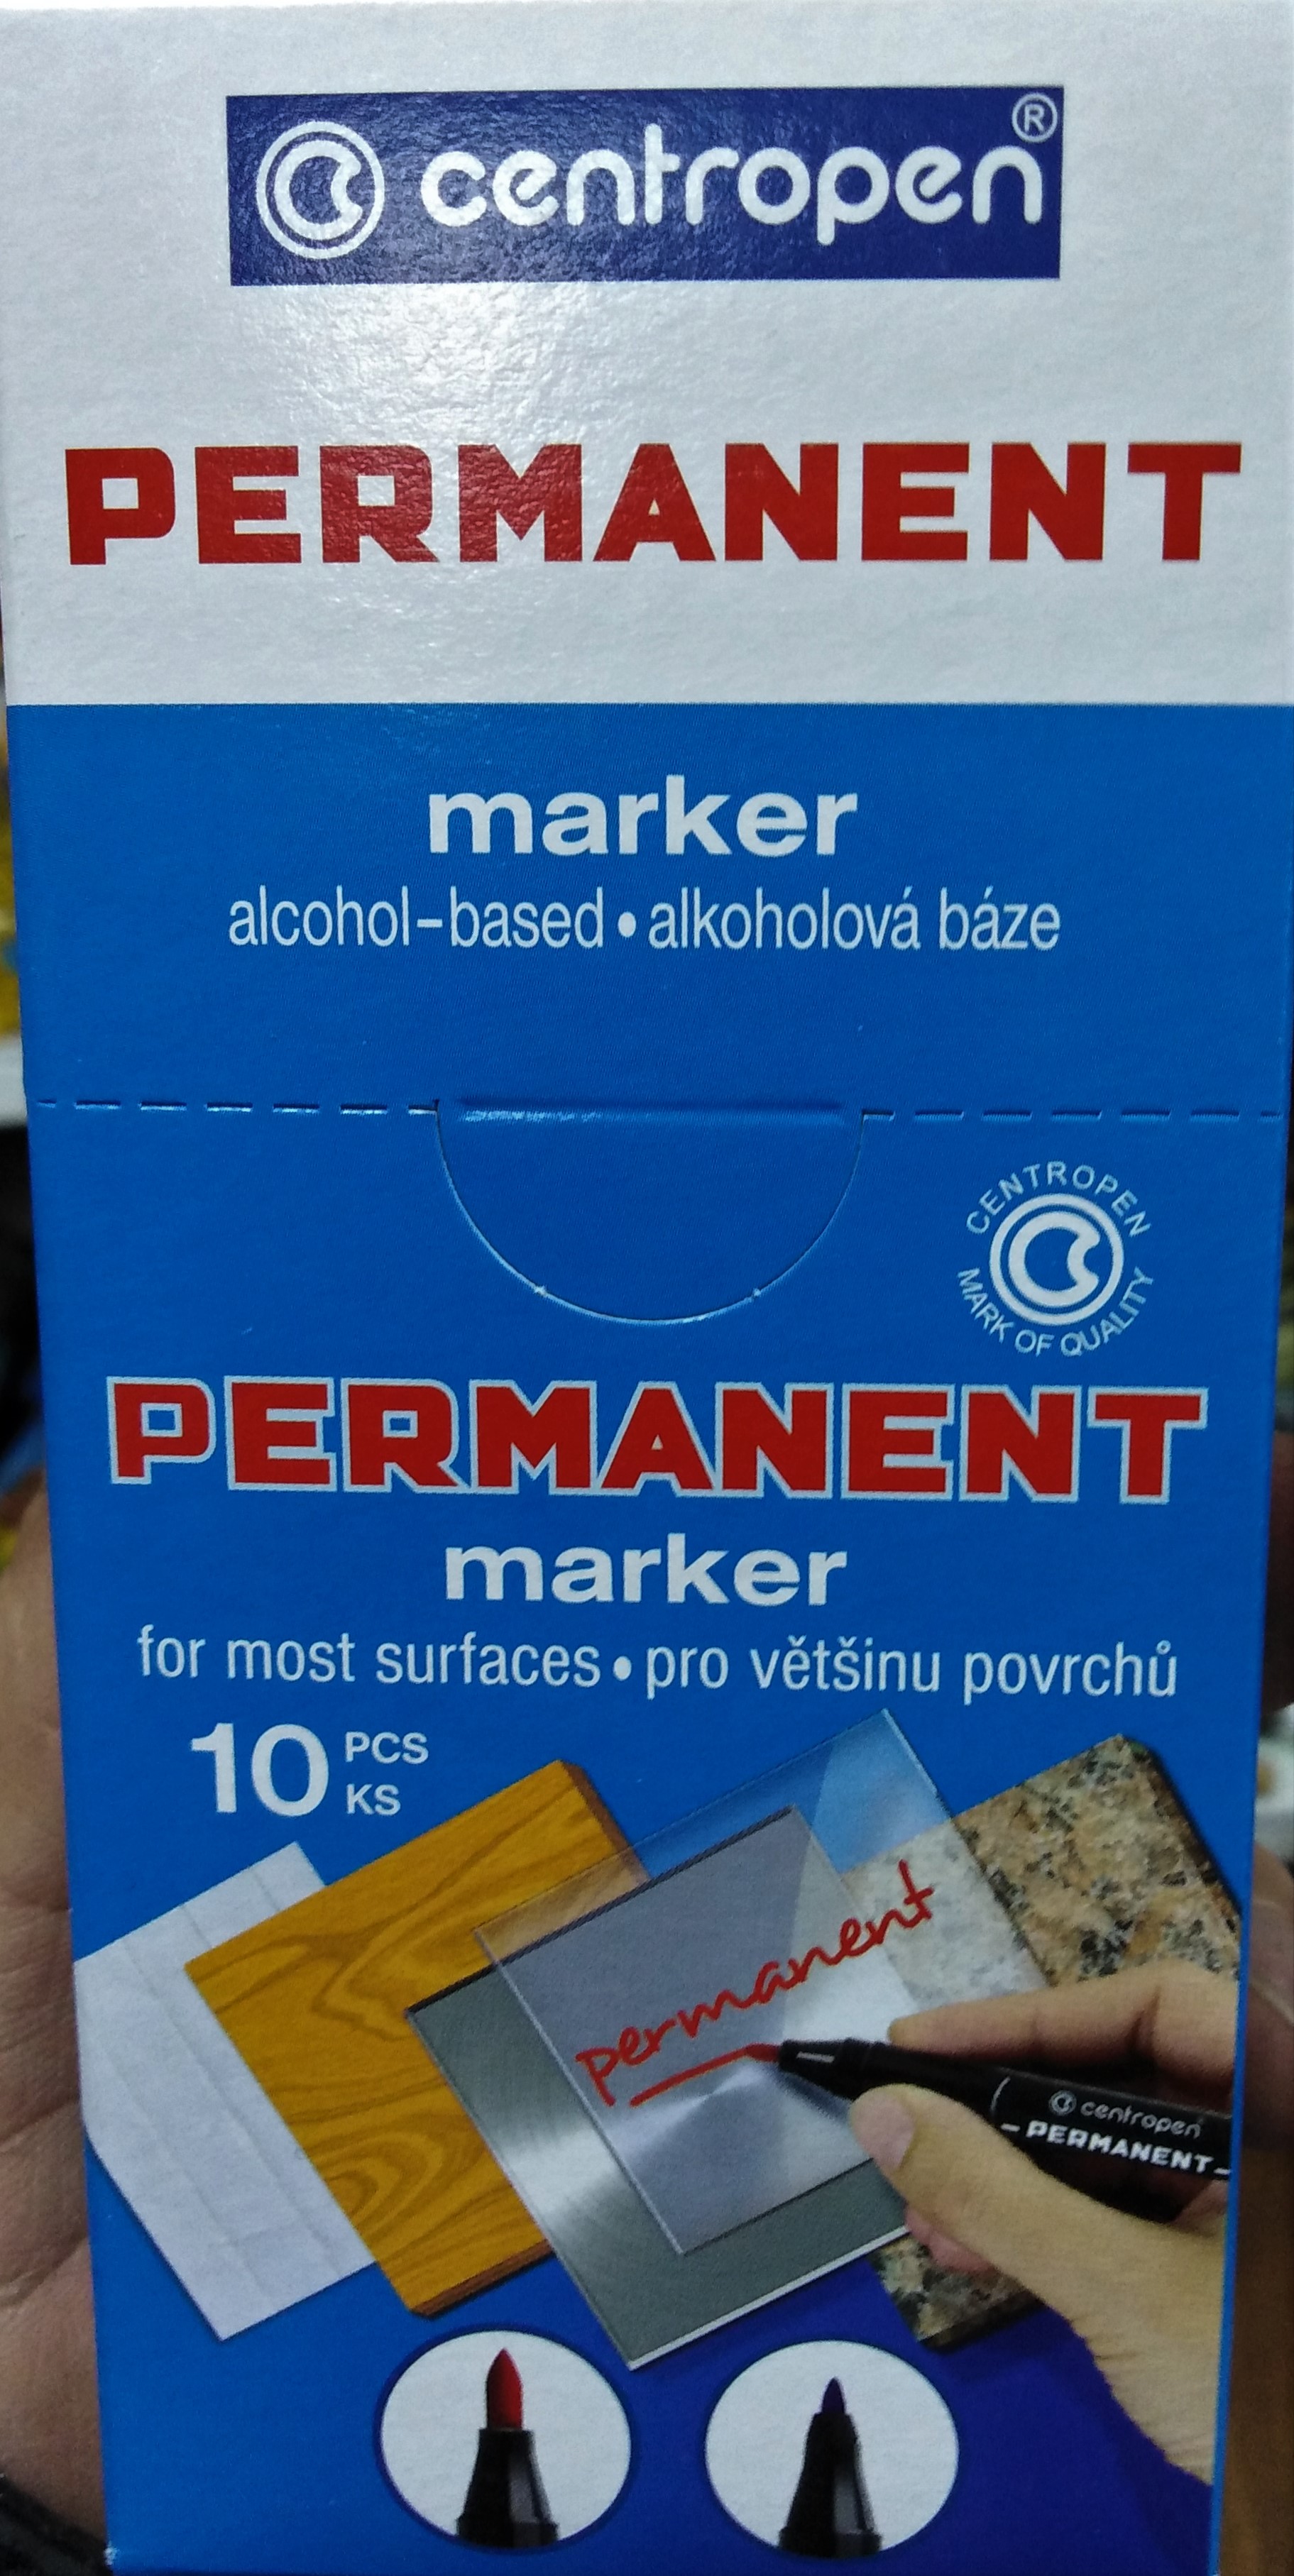 centropen®
PERMANENT
marker
alcohol-based • alkoholová báze
CENTROPEN
MARK OF QUALITY
PERMANENT
marker
for most surfaces • pro většinu povrchů
10 PCS
KS
permanent
centropen
- PERMANENT -